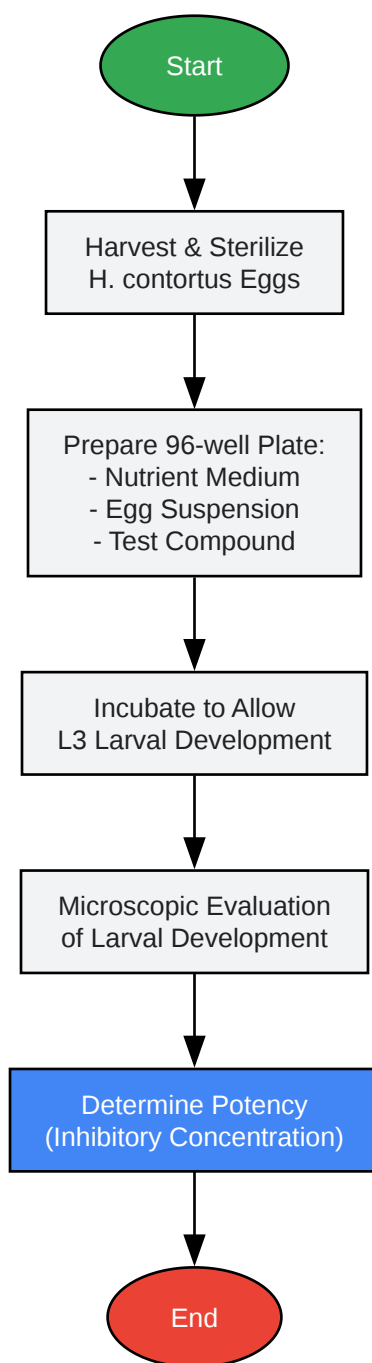 Start
Harvest & Sterilize
H. contortus Eggs
Prepare 96-well Plate:
- Nutrient Medium
- Egg Suspension
- Test Compound
Incubate to Allow
L3 Larval Development
Microscopic Evaluation
of Larval Development
Determine Potency
(Inhibitory Concentration)
End